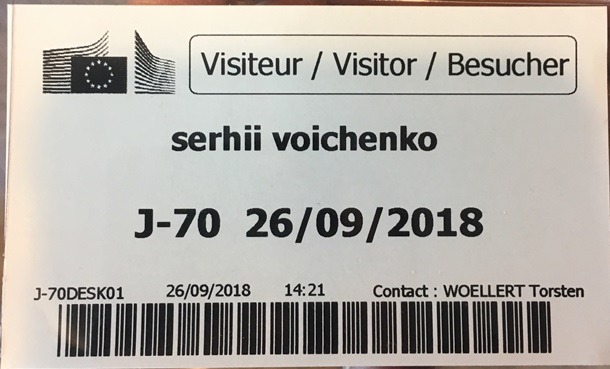 Visiteur / Visitor / Besucher
serhii voichenko
J-70 26/09/2018
J-70DESK01 26/09/2018 14:21 Contact : WOELLERT Torsten